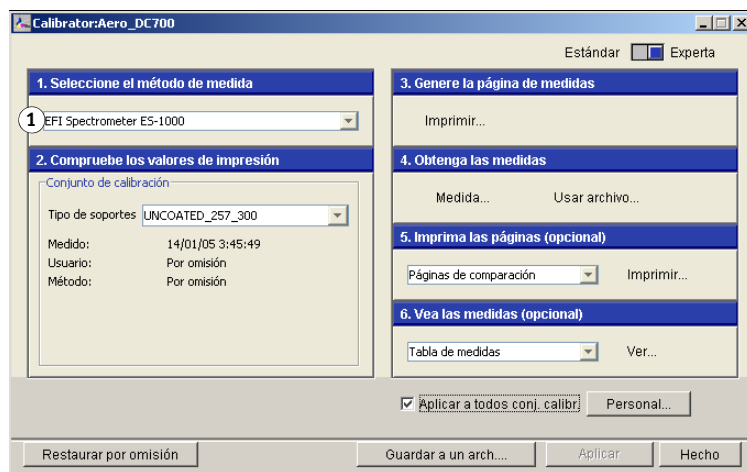 Calibrator:Aero_DC700
Estándar Experta
1. Seleccione el método de medida
1
EFI Spectrometer ES-1000
2. Compruebe los valores de impresión
Conjunto de calibración
Tipo de soportes UNCOATED_257_300
Medido: 14/01/05 3:45:49
Usuario: Por omisión
Método: Por omisión
3. Genere la página de medidas
Imprimir...
4. Obtenga las medidas
Medida... Usar archivo...
5. Imprima las páginas (opcional)
Páginas de comparación Imprimir...
6. Vea las medidas (opcional)
Tabla de medidas Ver...
Aplicar a todos conj. calibr. Personal...
Restaurar por omisión Guardar a un arch.... Aplicar Hecho